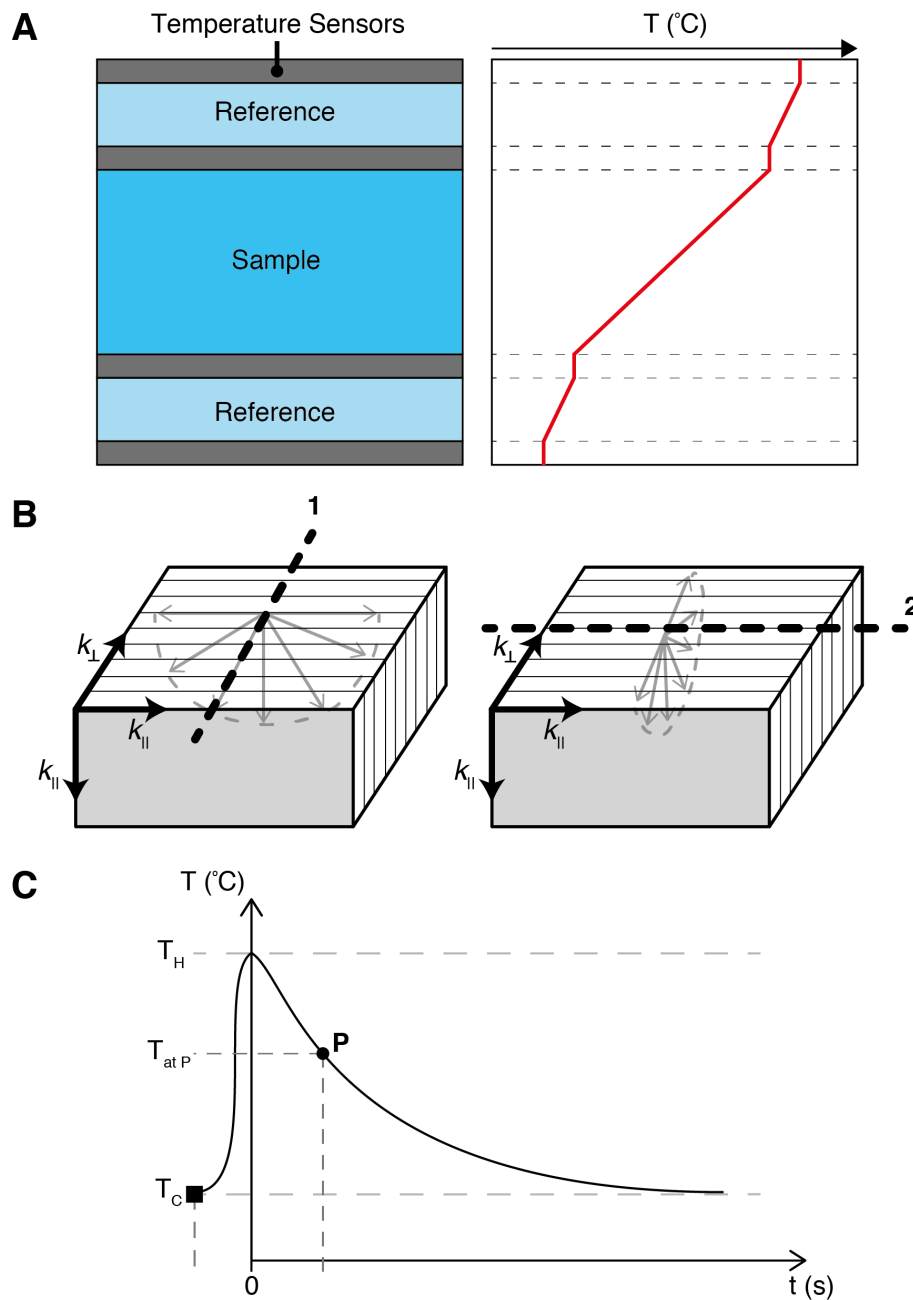 A
Temperature Sensors
T (°C)
Reference
Sample
Reference
B
1
2
k⊥
k||
k||
k⊥
k||
k||
C
T (°C)
TH
Tat P
P
TC
0
t (s)